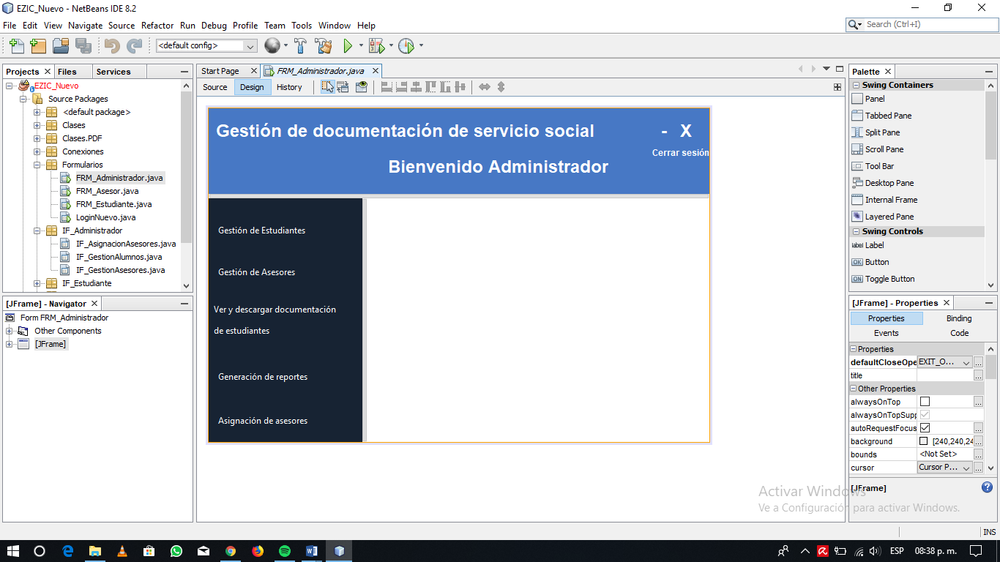 EZIC_Nuevo - NetBeans IDE 8.2
File Edit View Navigate Source Refactor Run Debug Profile Team Tools Window Help
Search (Ctrl+I)
<default config>
Projects Files Services
EZIC_Nuevo
Source Packages
<default package>
Clases
Clases.PDF
Conexiones
Formularios
FRM_Administrador.java
FRM_Asesor.java
FRM_Estudiante.java
LoginNuevo.java
IF_Administrador
IF_AsignacionAsesores.java
IF_GestionAlumnos.java
IF_GestionAsesores.java
IF_Estudiante
[JFrame] - Navigator
Form FRM_Administrador
Other Components
[JFrame]
Start Page FRM_Administrador.java
Source Design History
Gestión de documentación de servicio social - X
Cerrar sesión
Bienvenido Administrador
Gestión de Estudiantes
Gestión de Asesores
Ver y descargar documentación
de estudiantes
Generación de reportes
Asignación de asesores
Palette
Swing Containers
Panel
Tabbed Pane
Split Pane
Scroll Pane
Tool Bar
Desktop Pane
Internal Frame
Layered Pane
Swing Controls
label Label
OK Button
ON Toggle Button
[JFrame] - Properties
Properties Binding
Events Code
Properties
defaultCloseOpe EXIT_O... ...
title ...
Other Properties
alwaysOnTop ...
alwaysOnTopSupp
autoRequestFocus ...
background [240,240,24 ...
bounds <Not Set> ...
cursor Cursor P... ...
[JFrame]
Activar Windows
Ve a Configuración para activar Windows.
INS
ESP 08:38 p. m.